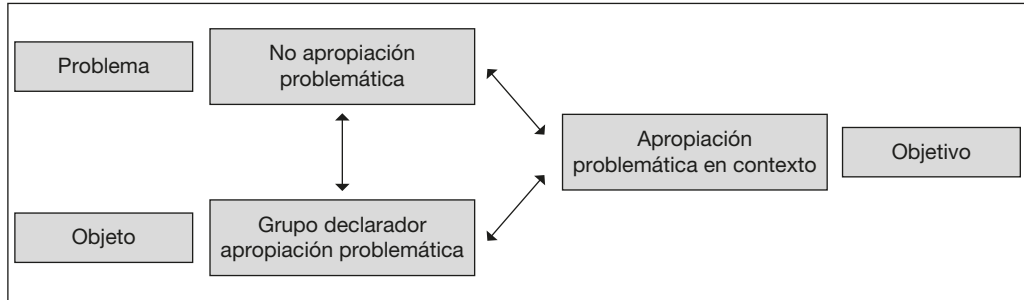 Problema
No apropiación
problemática
Apropiación
problemática en contexto
Objetivo
Objeto
Grupo declarador
apropiación problemática